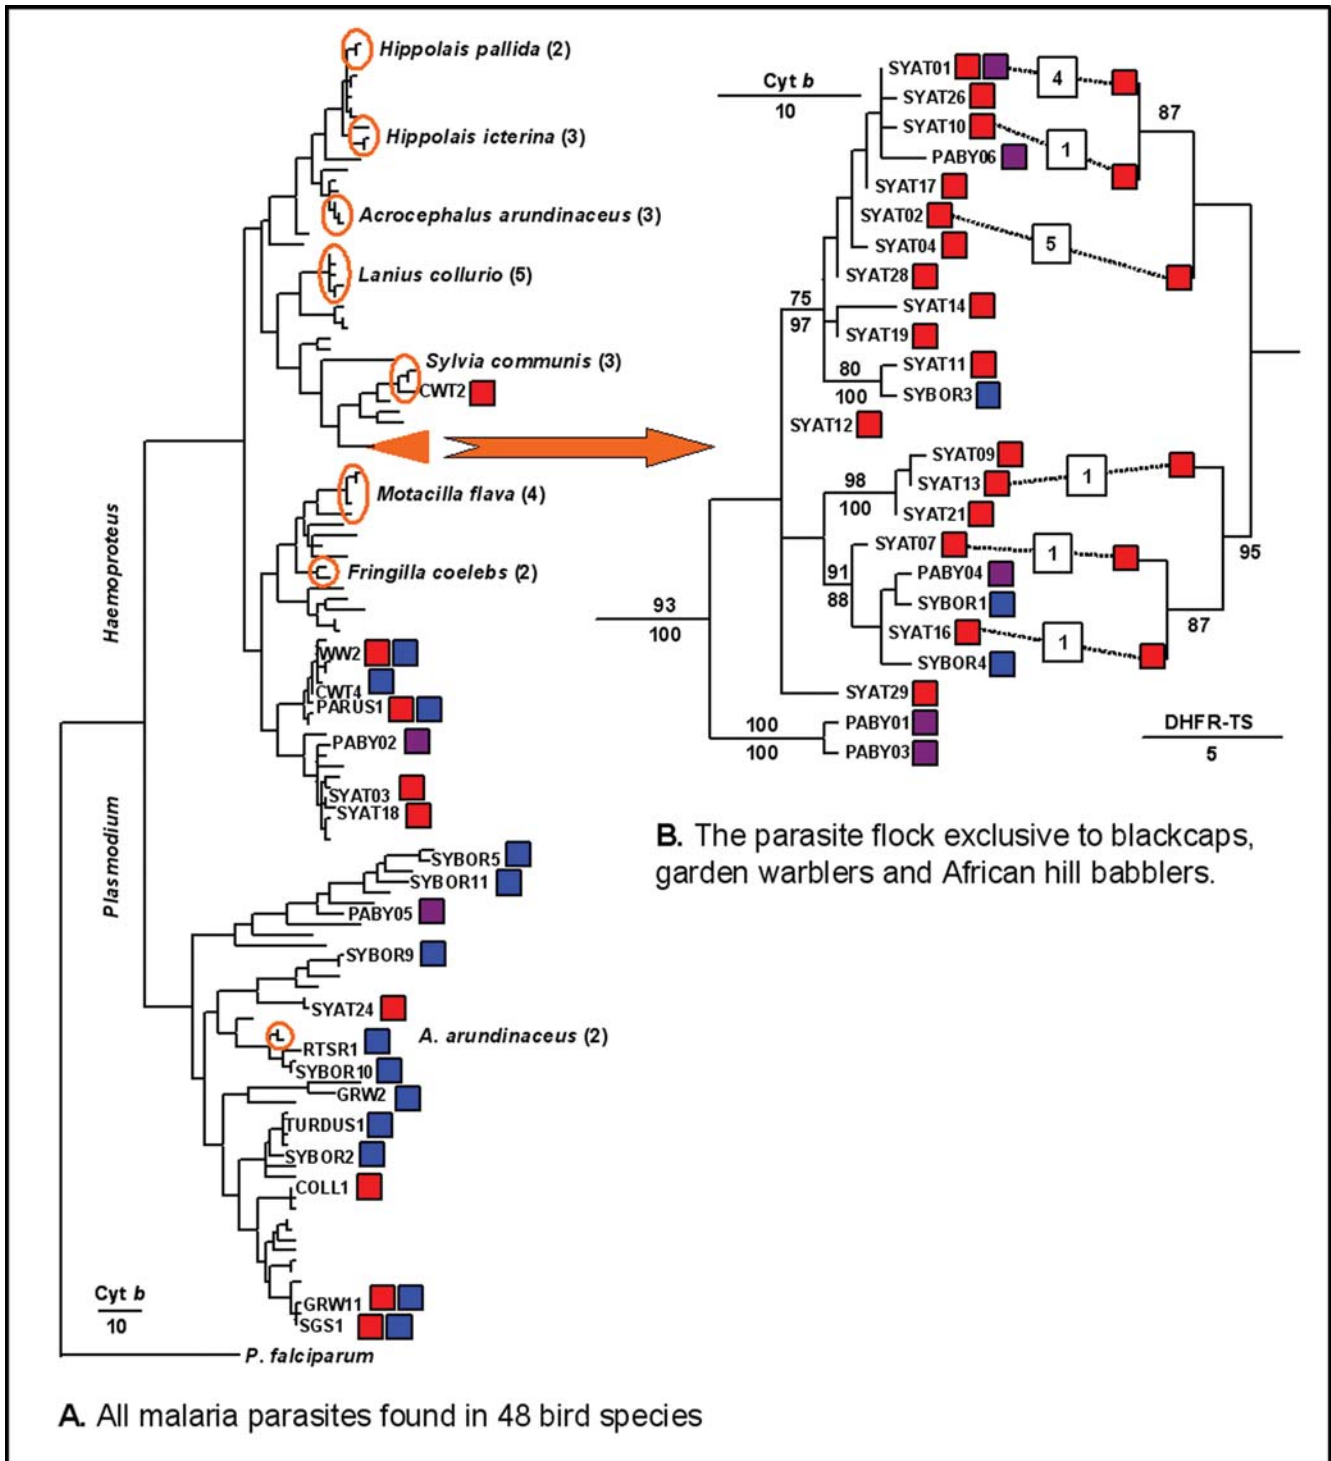 Hippolais pallida (2)
Hippolais icterina (3)
Acrocephalus arundinaceus (3)
Lanius collurio (5)
Sylvia communis (3)
CWT2
Motacilla flava (4)
Fringilla coelebs (2)
Haemoproteus
WW2
CWT4
PARUS1
PABY02
SYAT03
SYAT18
Plasmodium
SYBOR5
SYBOR11
PABY05
SYBOR9
SYAT24
A. arundinaceus (2)
RTSR1
SYBOR10
GRW2
TURDUS1
SYBOR2
COLL1
GRW11
SGS1
Cyt b
10
P. falciparum
A. All malaria parasites found in 48 bird species
Cyt b
10
SYAT01
4
SYAT26
87
SYAT10
1
PABY06
SYAT17
SYAT02
5
SYAT04
SYAT28
75
97
SYAT14
SYAT19
SYAT11
80
100
SYBOR3
SYAT12
SYAT09
98
100
SYAT13
1
SYAT21
SYAT07
1
95
91
88
PABY04
SYBOR1
93
100
SYAT16
1
87
SYBOR4
SYAT29
100
100
PABY01
PABY03
DHFR-TS
5
B. The parasite flock exclusive to blackcaps,
garden warblers and African hill babblers.